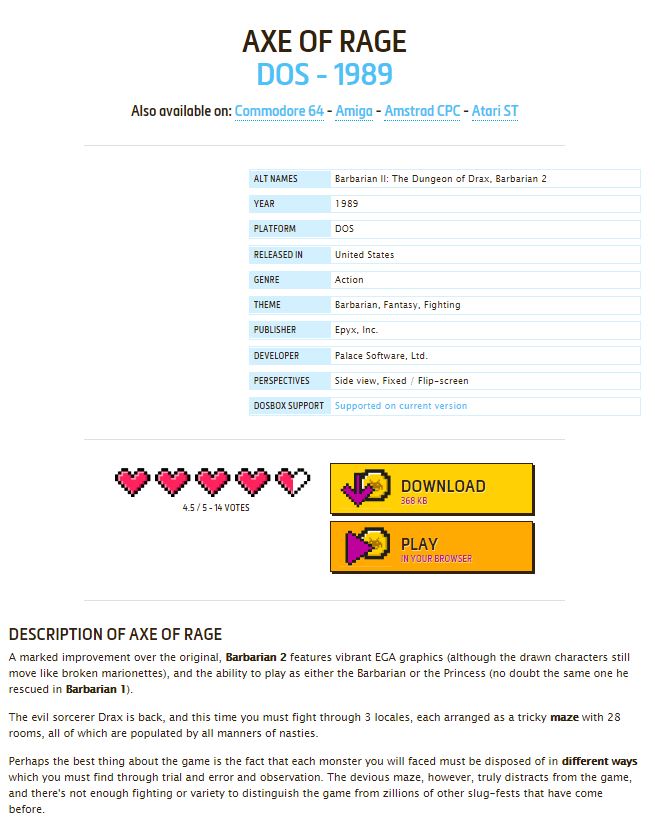 AXE OF RAGE
DOS - 1989
Also available on: Commodore 64 - Amiga - Amstrad CPC - Atari ST
ALT NAMES Barbarian II: The Dungeon of Drax, Barbarian 2
YEAR 1989
PLATFORM DOS
RELEASED IN United States
GENRE Action
THEME Barbarian, Fantasy, Fighting
PUBLISHER Epyx, Inc.
DEVELOPER Palace Software, Ltd.
PERSPECTIVES Side view, Fixed / Flip-screen
DOSBOX SUPPORT Supported on current version
4.5 / 5 - 14 VOTES
DOWNLOAD
368 KB
PLAY
IN YOUR BROWSER
DESCRIPTION OF AXE OF RAGE
A marked improvement over the original, Barbarian 2 features vibrant EGA graphics (although the drawn characters still
move like broken marionettes), and the ability to play as either the Barbarian or the Princess (no doubt the same one he
rescued in Barbarian 1).
The evil sorcerer Drax is back, and this time you must fight through 3 locales, each arranged as a tricky maze with 28
rooms, all of which are populated by all manners of nasties.
Perhaps the best thing about the game is the fact that each monster you will faced must be disposed of in different ways
which you must find through trial and error and observation. The devious maze, however, truly distracts from the game,
and there's not enough fighting or variety to distinguish the game from zillions of other slug-fests that have come
before.